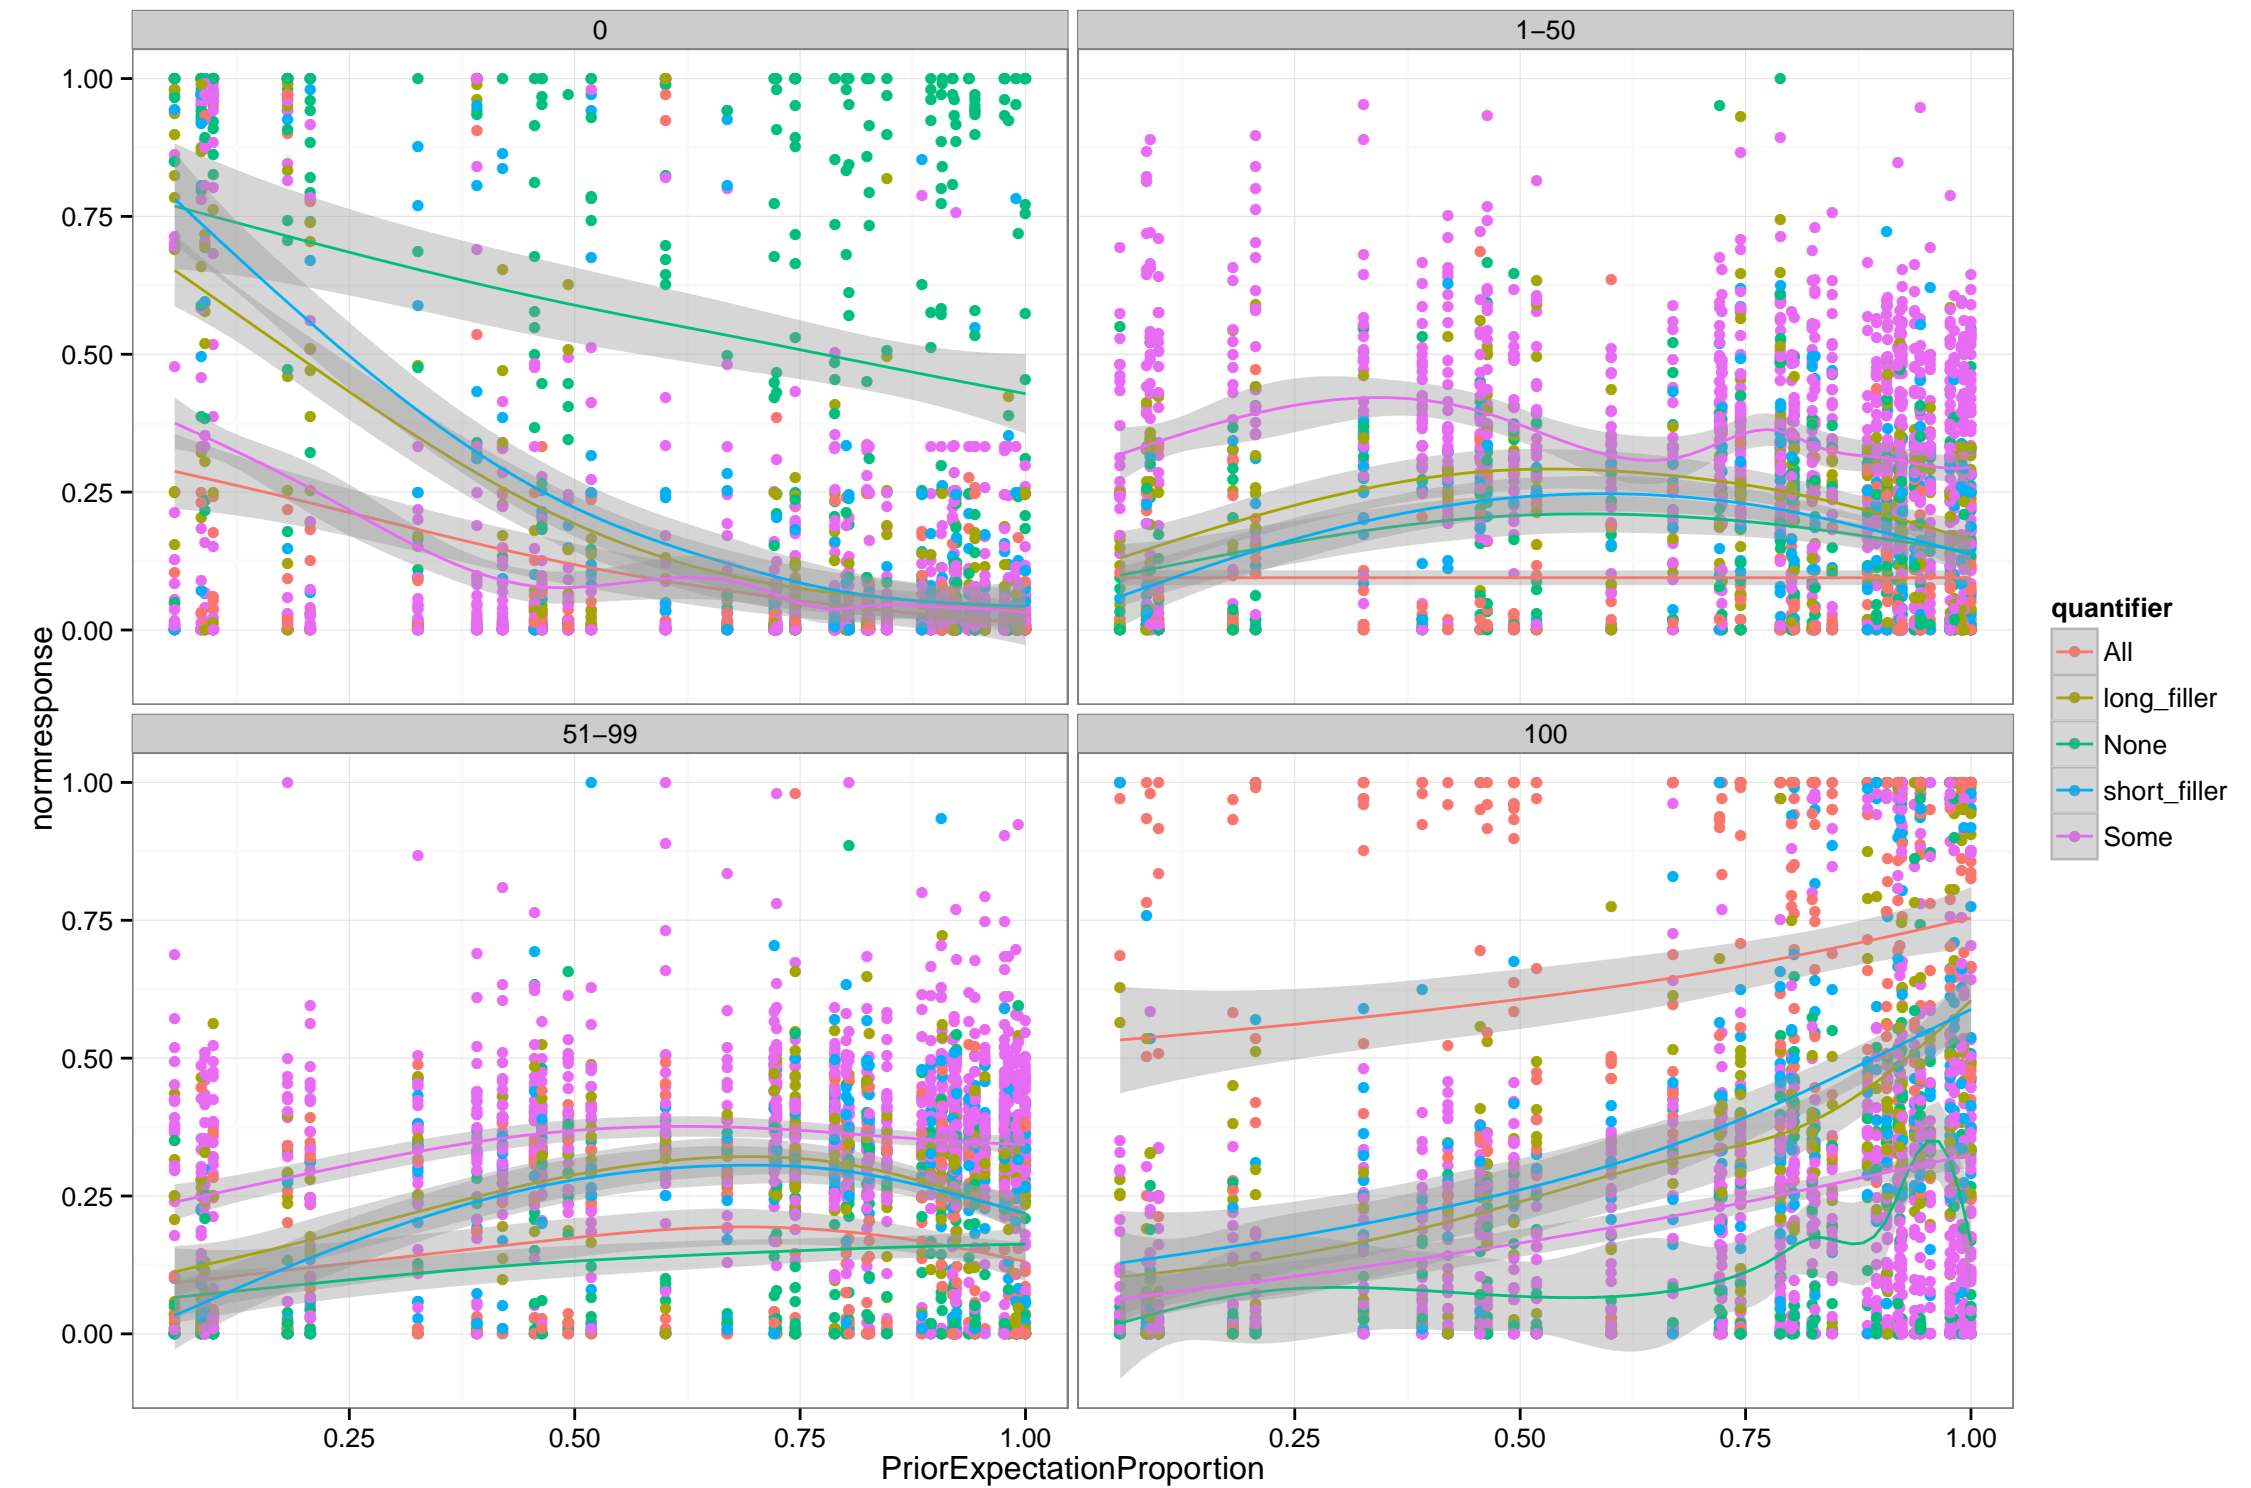 0
1–50
1.00
0.75
0.50
0.25
0.00
51–99
100
1.00
0.75
0.50
0.25
0.00
0.25 0.50 0.75 1.00
0.25 0.50 0.75 1.00
PriorExpectationProportion
normresponse
quantifier
All
long_filler
None
short_filler
Some